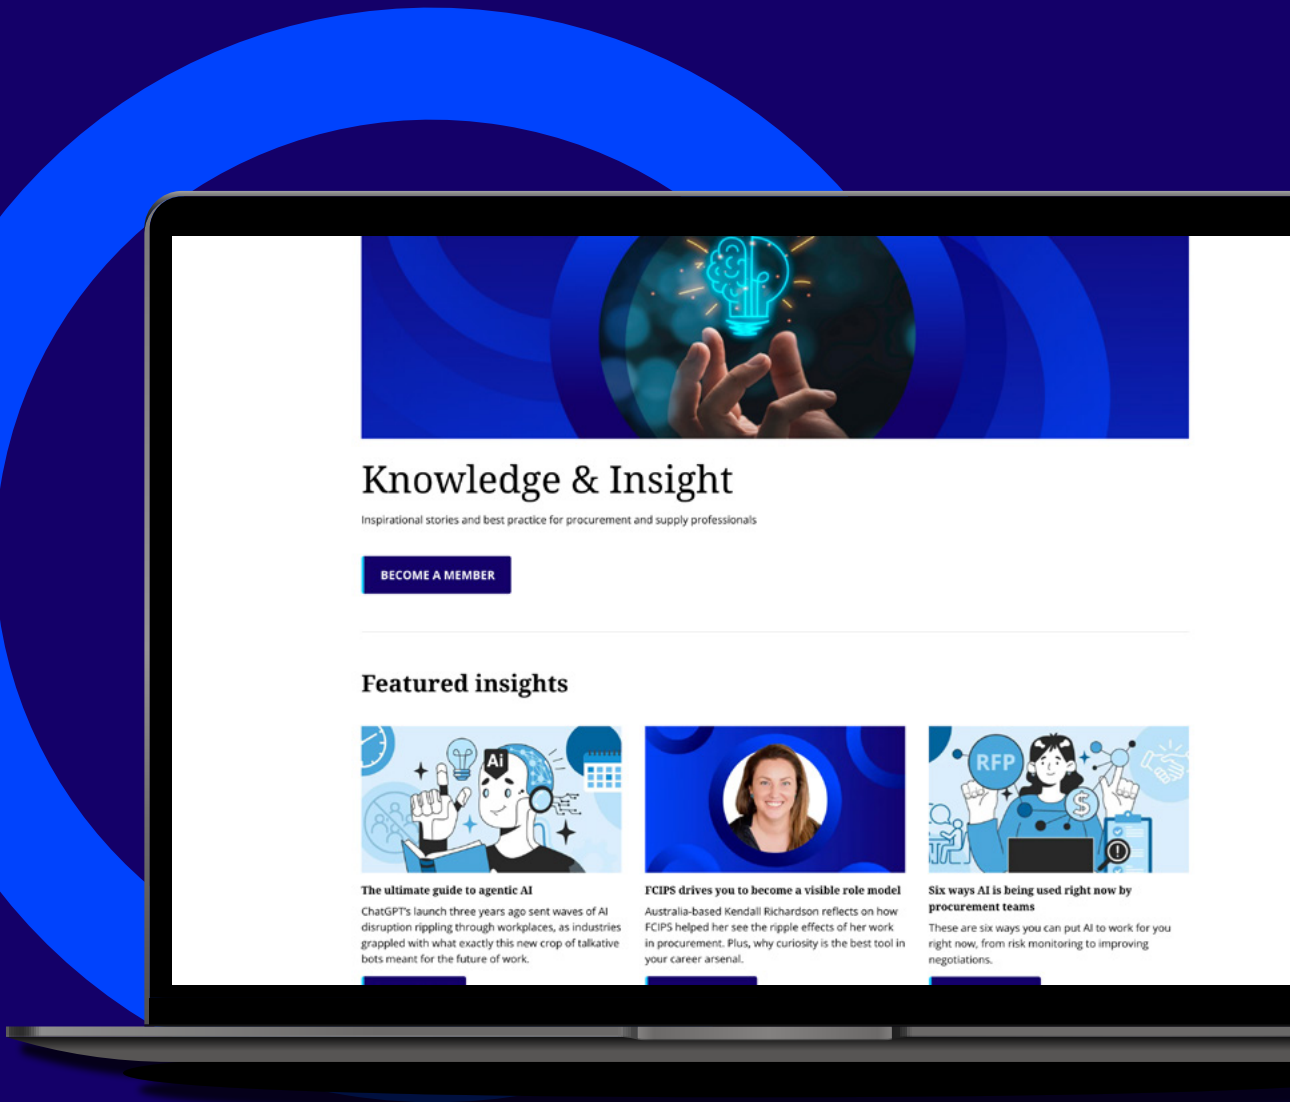 Knowledge & Insight
Inspirational stories and best practice for procurement and supply professionals
BECOME A MEMBER
Featured insights
Ai
The ultimate guide to agentic AI
ChatGPT's launch three years ago sent waves of AI
disruption rippling through workplaces, as industries
grappled with what exactly this new crop of talkative
bots meant for the future of work.
FCIPS drives you to become a visible role model
Australia-based Kendall Richardson reflects on how
FCIPS helped her see the ripple effects of her work
in procurement. Plus, why curiosity is the best tool in
your career arsenal.
RFP
$
Six ways AI is being used right now by
procurement teams
These are six ways you can put AI to work for you
right now, from risk monitoring to improving
negotiations.